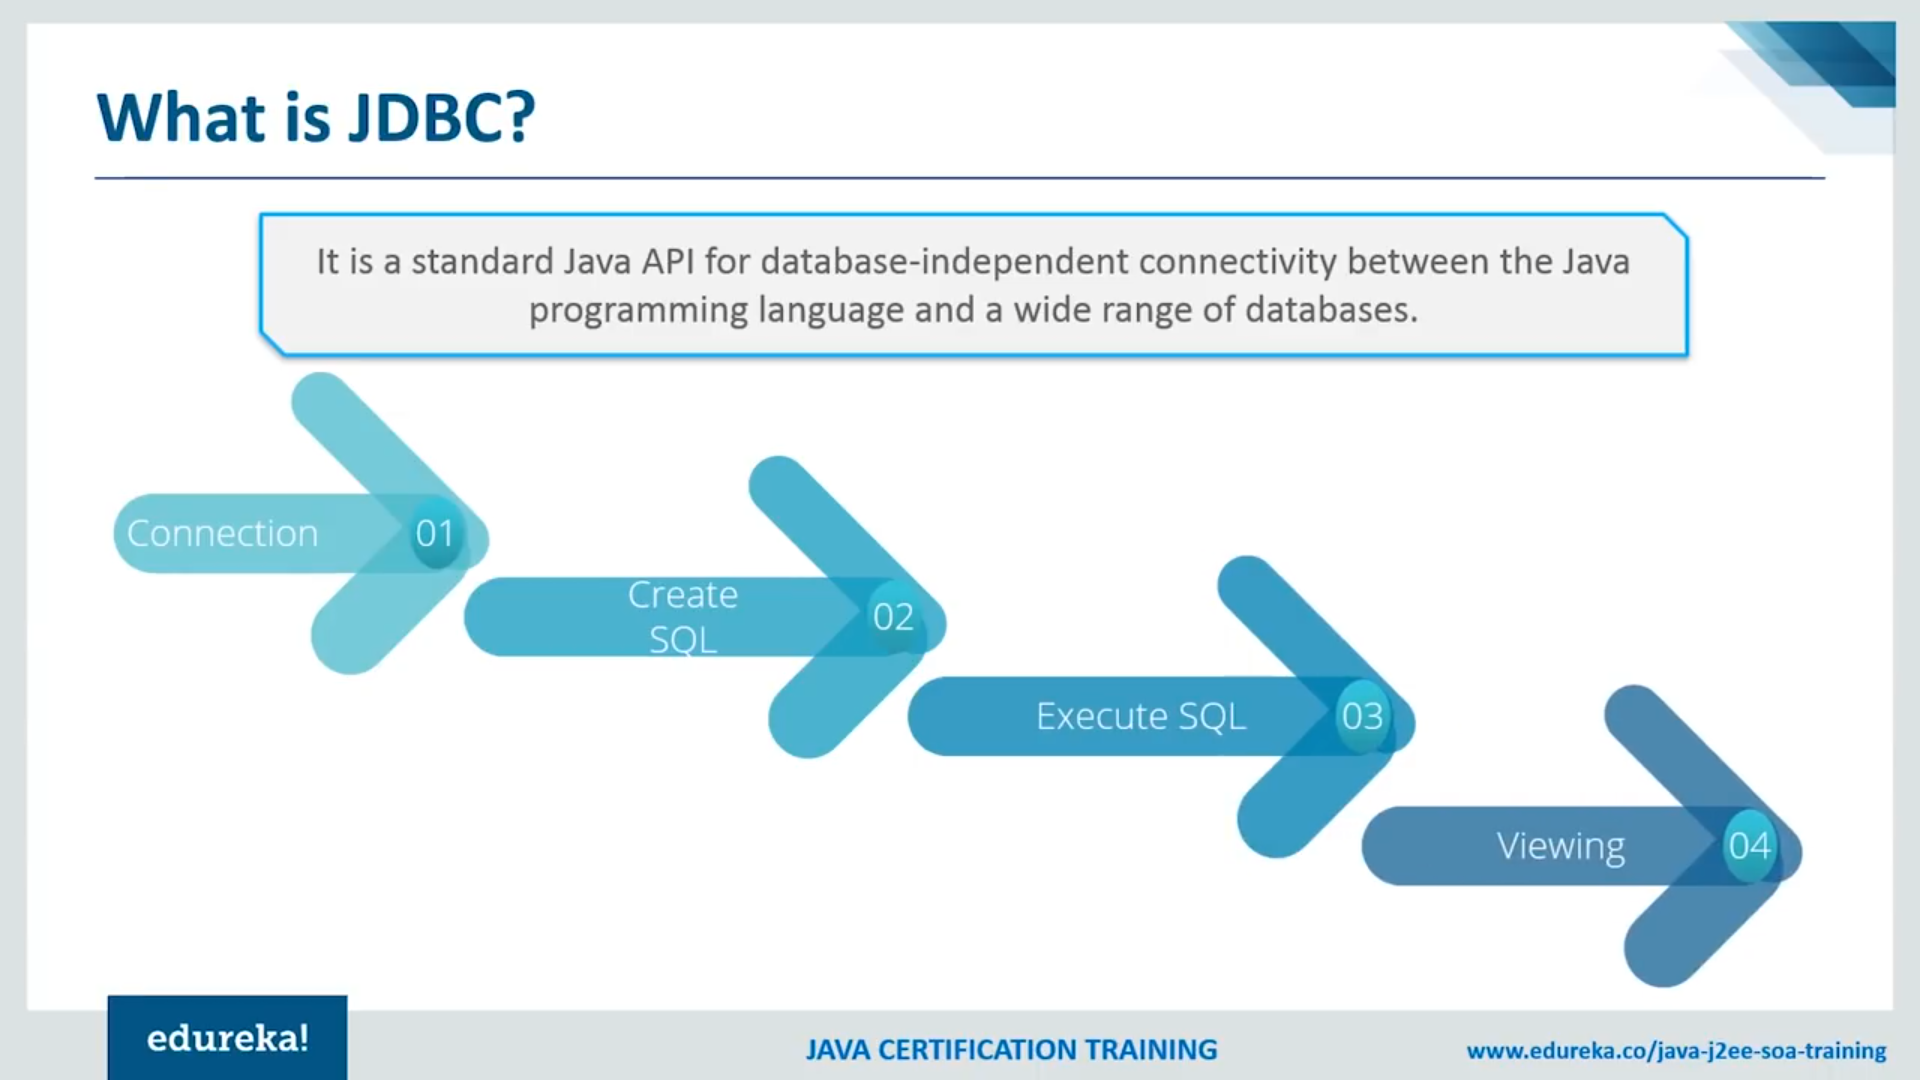 What is JDBC?
It is a standard Java API for database-independent connectivity between the Java
programming language and a wide range of databases.
Connection
01
Create
SQL
02
Execute SQL
03
Viewing
04
edureka!
JAVA CERTIFICATION TRAINING
www.edureka.co/java-j2ee-soa-training